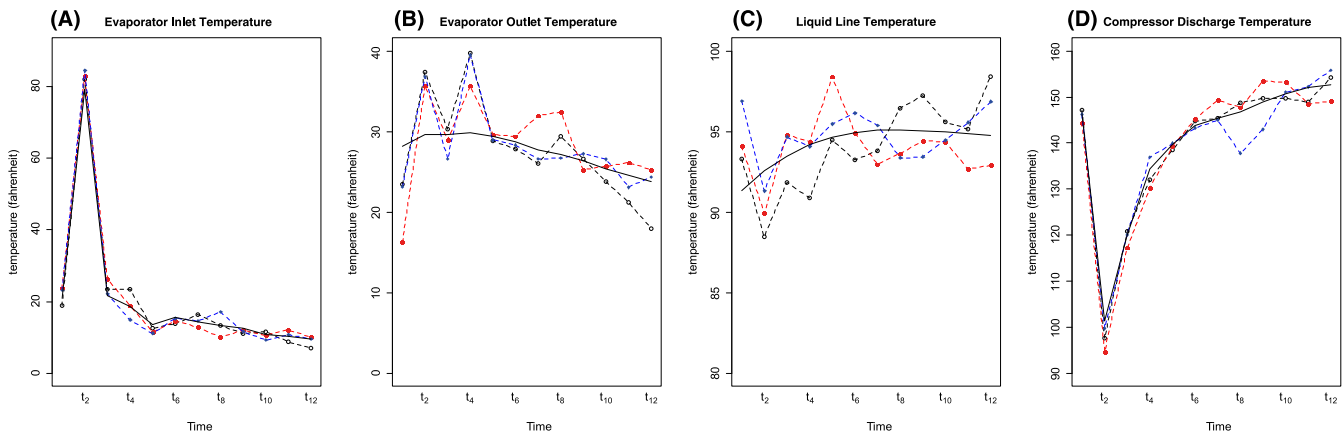 (A) Evaporator Inlet Temperature
temperature (fahrenheit)
80
60
40
20
0
t2 t4 t6 t8 t10 t12
Time
(B) Evaporator Outlet Temperature
temperature (fahrenheit)
40
30
20
10
0
t2 t4 t6 t8 t10 t12
Time
(C) Liquid Line Temperature
temperature (fahrenheit)
100
95
90
85
80
t2 t4 t6 t8 t10 t12
Time
(D) Compressor Discharge Temperature
temperature (fahrenheit)
160
150
140
130
120
110
100
90
t2 t4 t6 t8 t10 t12
Time